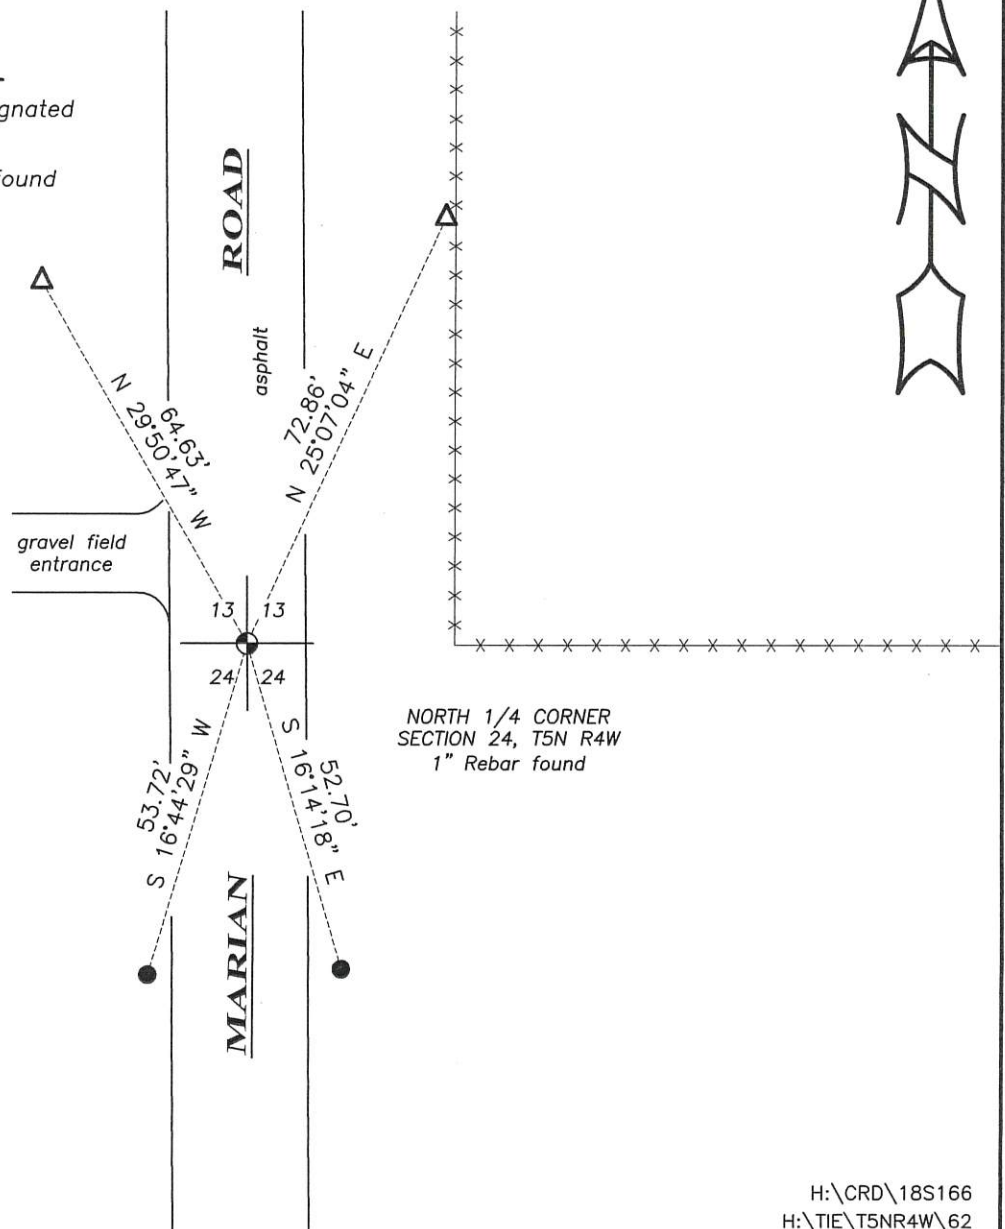 gnated
ound
ROAD
asphalt
64.63'
N 29°50'47" W
72.86'
N 25°07'04" E
gravel field
entrance
13 13
24 24
NORTH 1/4 CORNER
SECTION 24, T5N R4W
1" Rebar found
53.72'
S 16°44'29" W
52.70'
S 16°14'18" E
MARIAN
N
H:\CRD\18S166
H:\TIE\T5NR4W\62